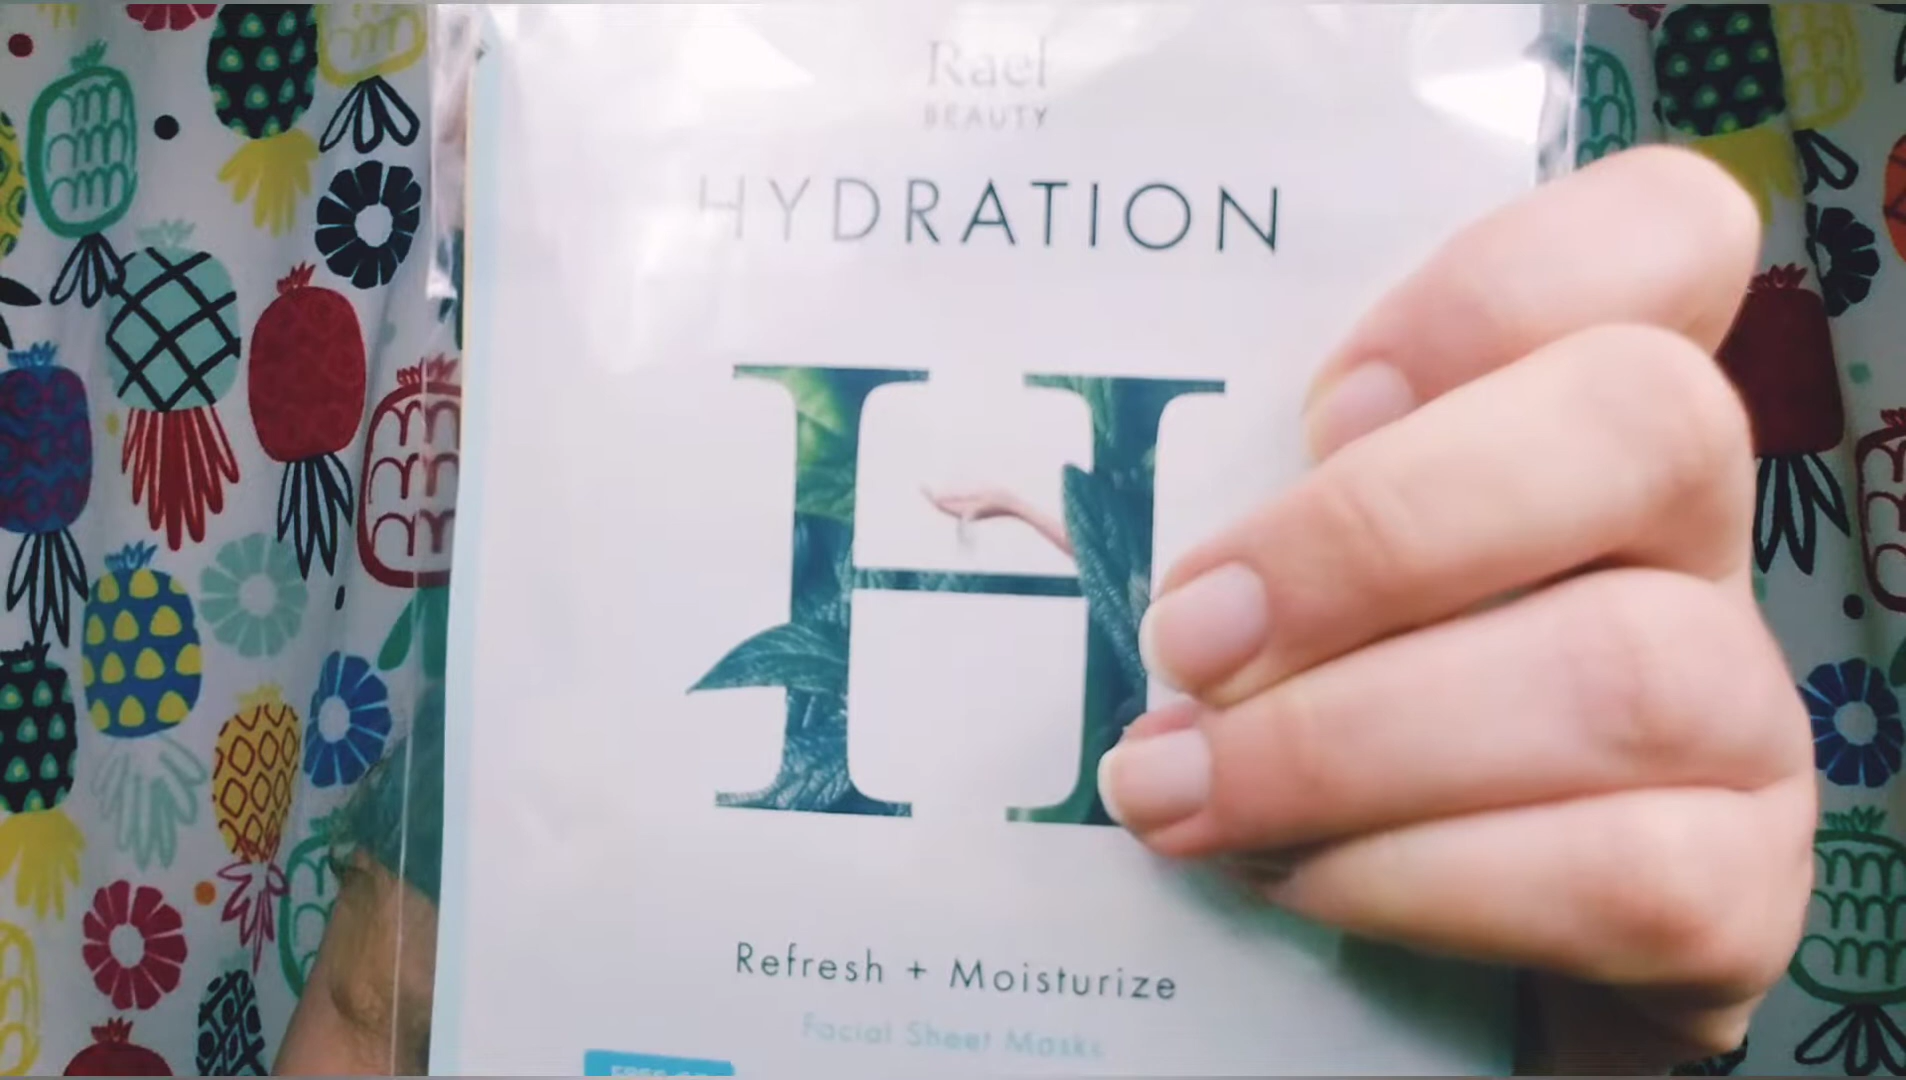 Rael
BEAUTY
HYDRATION
H
Refresh + Moisturize
Facial Sheet Masks